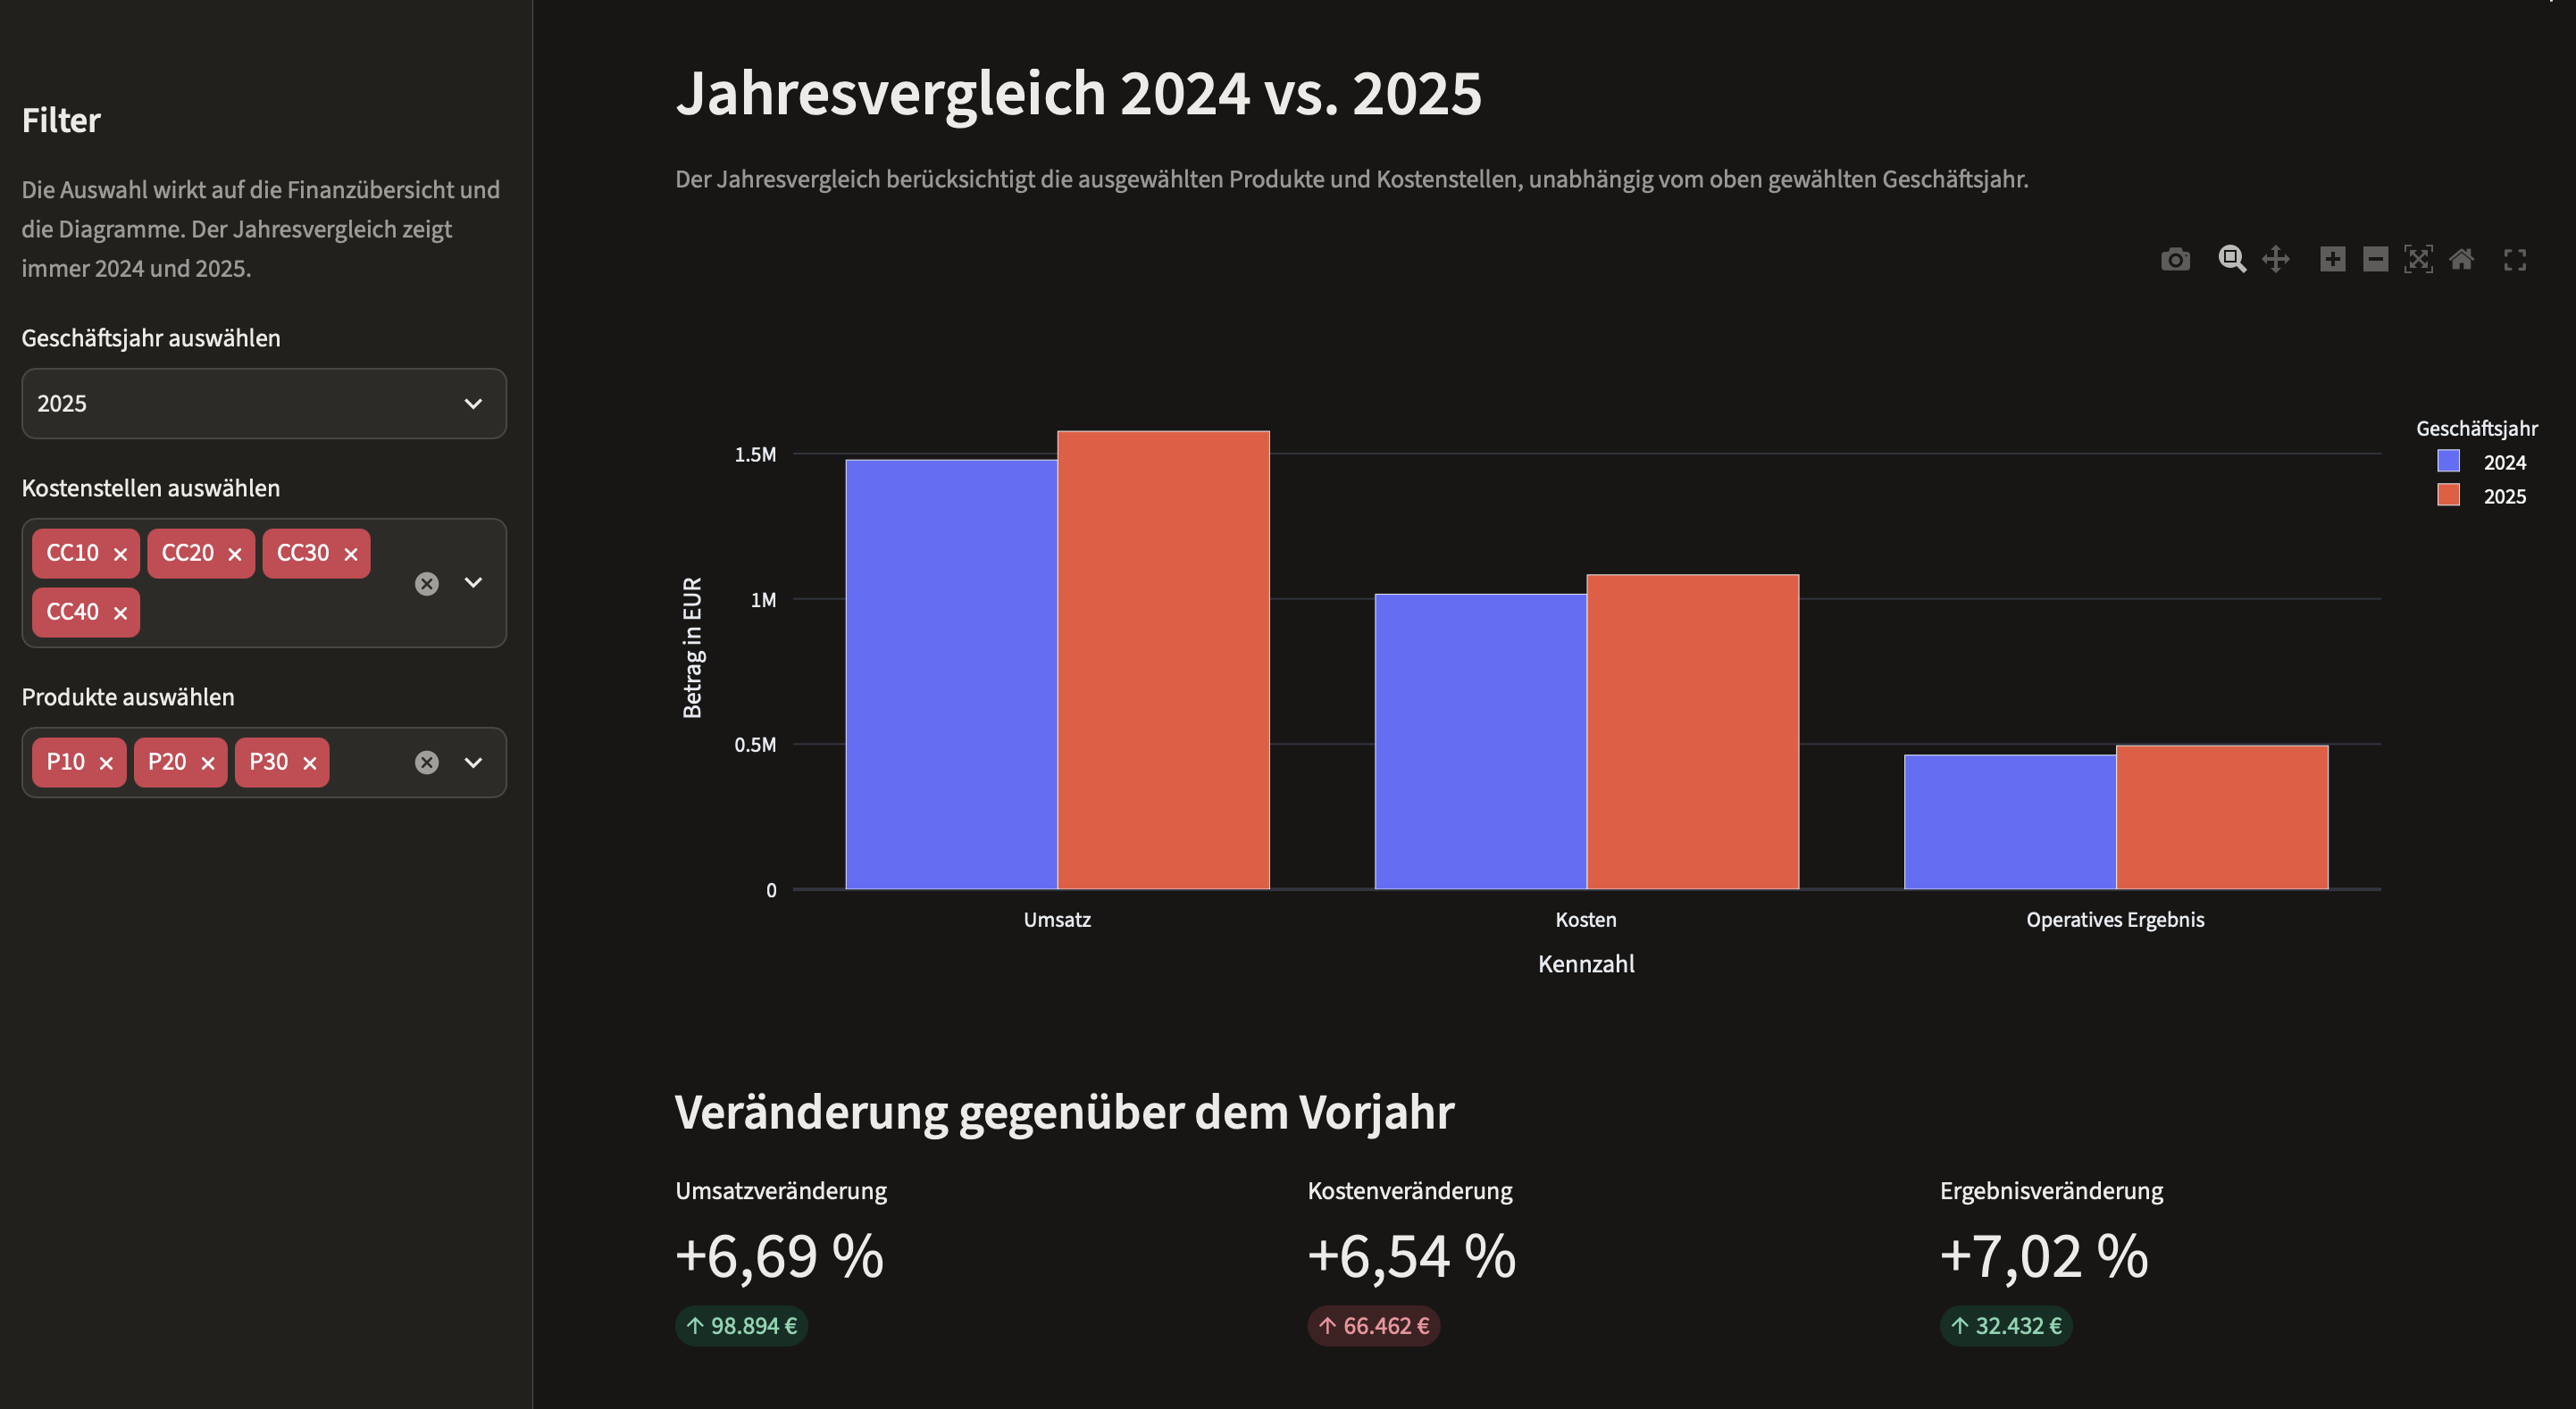 Filter
Die Auswahl wirkt auf die Finanzübersicht und
die Diagramme. Der Jahresvergleich zeigt
immer 2024 und 2025.
Geschäftsjahr auswählen
2025
Kostenstellen auswählen
CC10 CC20 CC30
CC40
Produkte auswählen
P10 P20 P30
Jahresvergleich 2024 vs. 2025
Der Jahresvergleich berücksichtigt die ausgewählten Produkte und Kostenstellen, unabhängig vom oben gewählten Geschäftsjahr.
Geschäftsjahr
2024
2025
Betrag in EUR
1.5M
1M
0.5M
0
Umsatz Kosten Operatives Ergebnis
Kennzahl
Veränderung gegenüber dem Vorjahr
Umsatzveränderung
+6,69 %
↑ 98.894 €
Kostenveränderung
+6,54 %
↑ 66.462 €
Ergebnisveränderung
+7,02 %
↑ 32.432 €